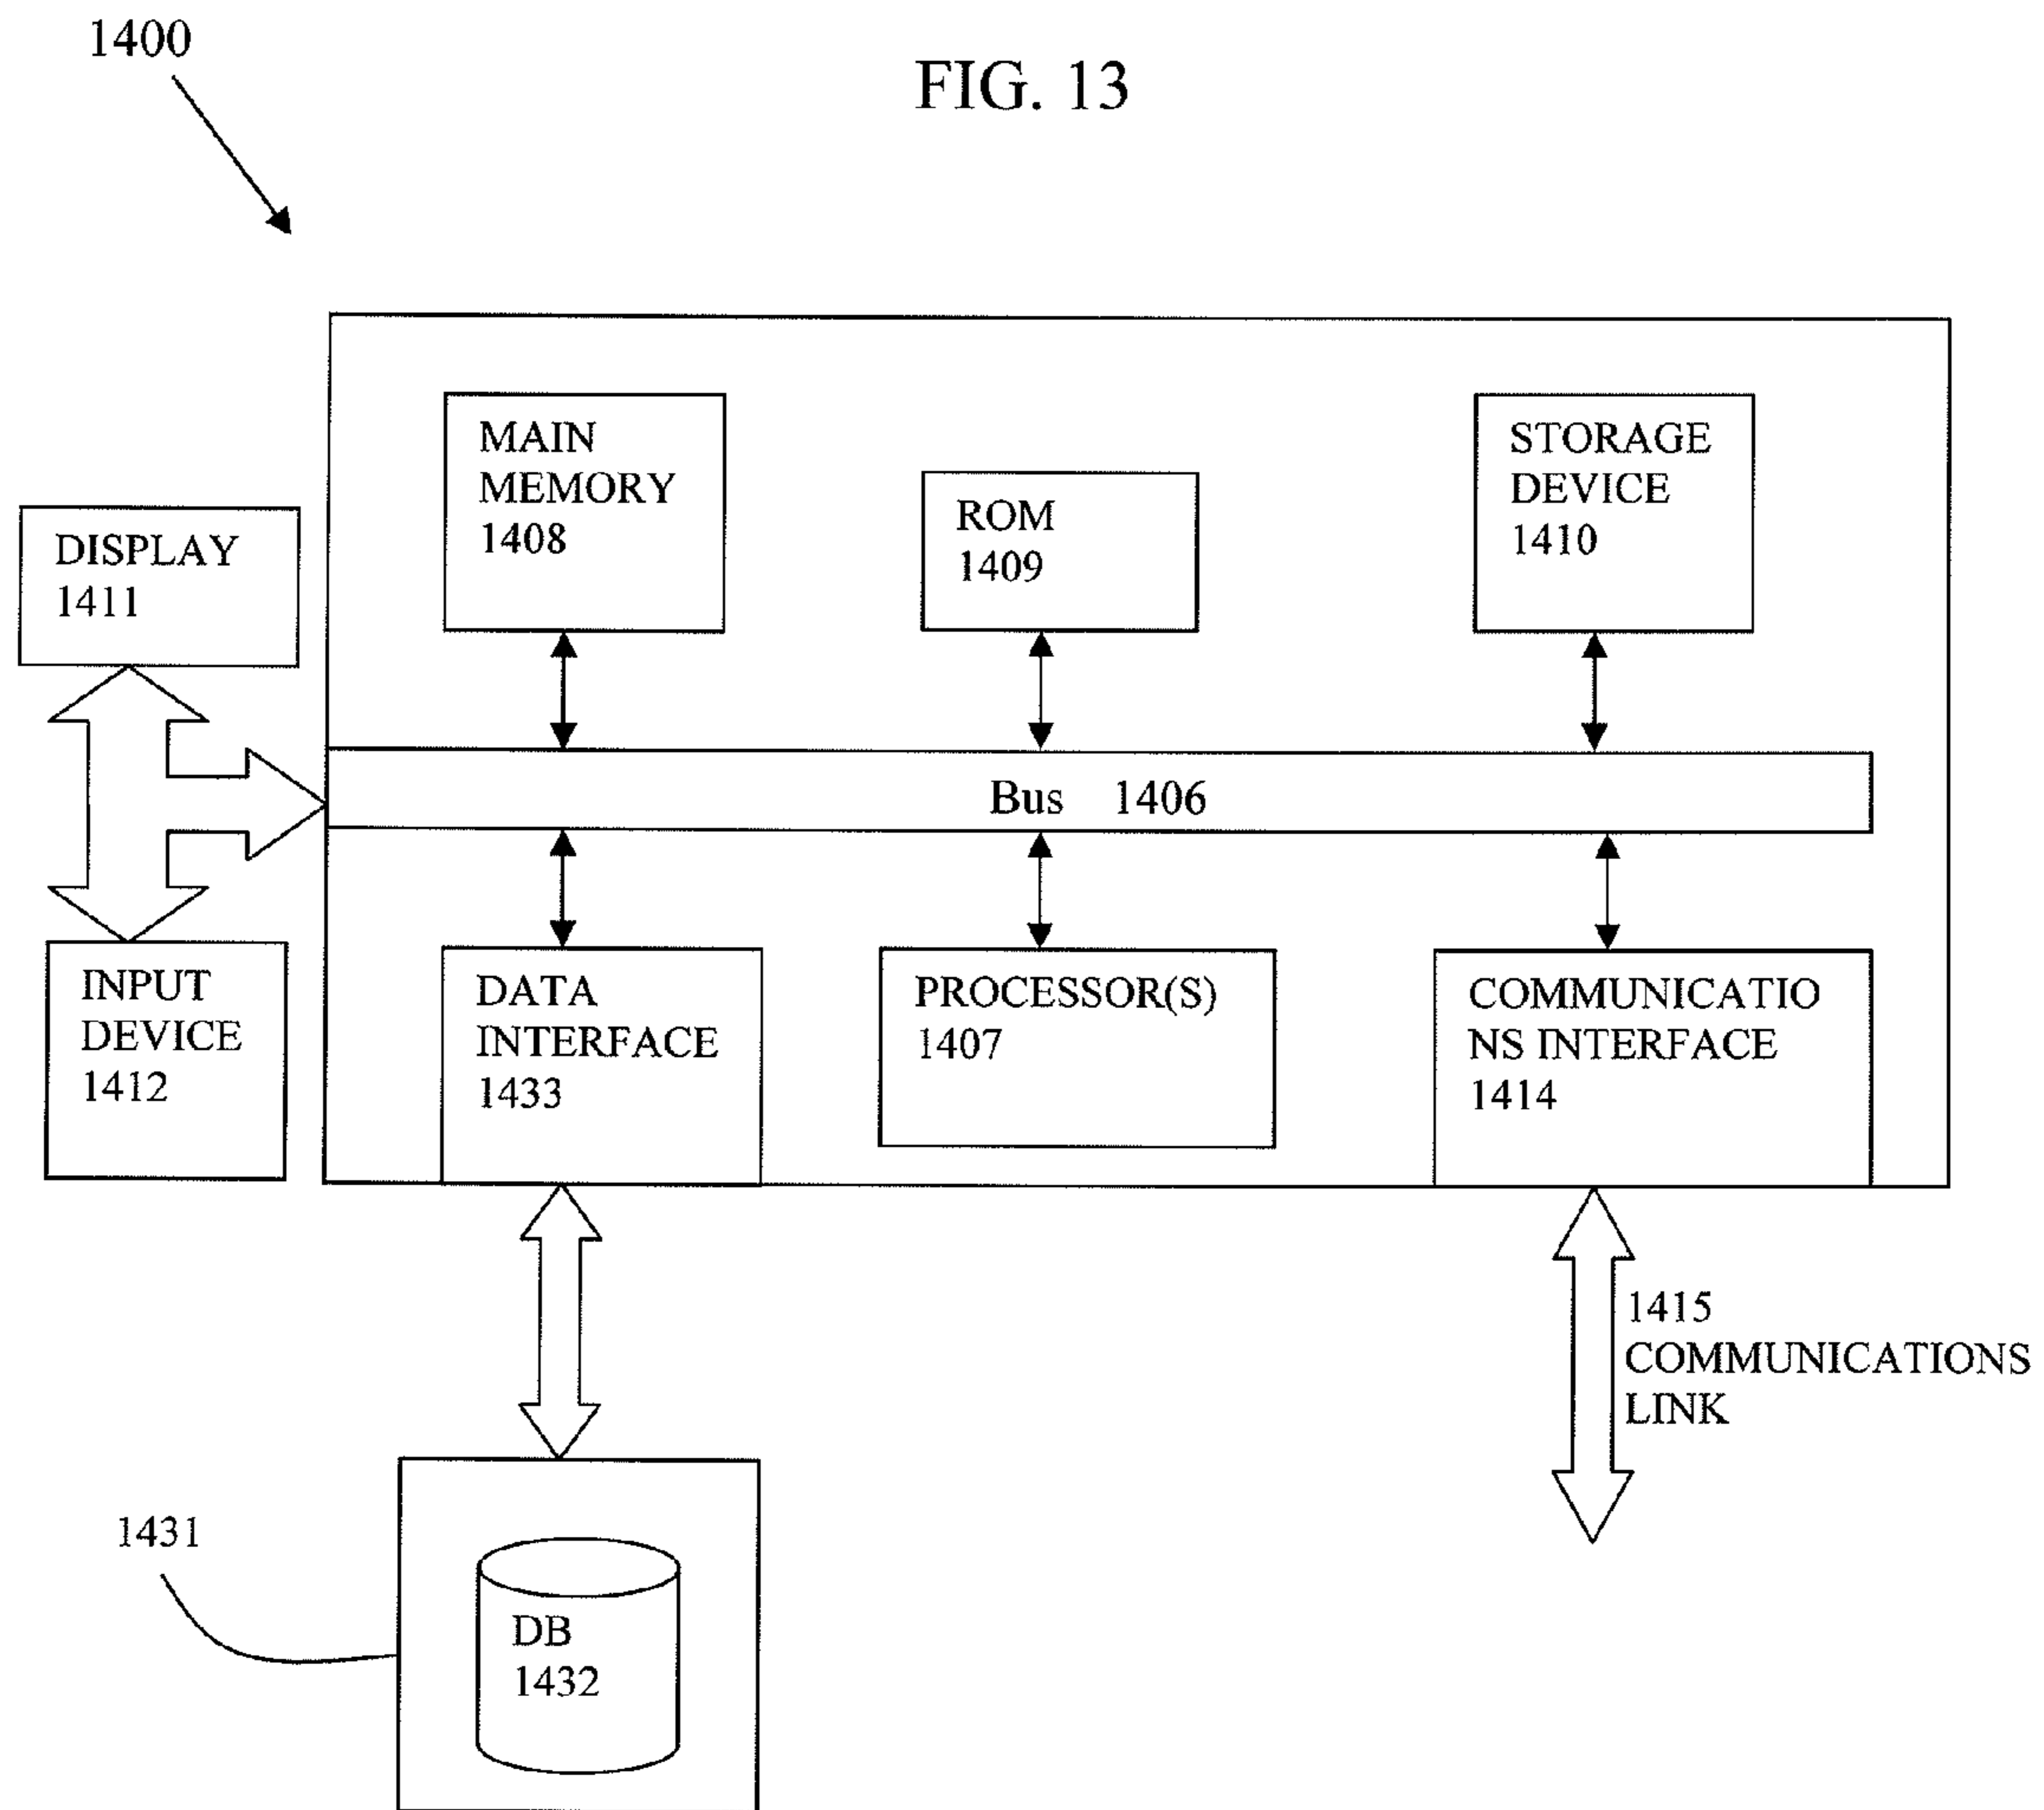 1400
FIG. 13
MAIN
MEMORY
1408
ROM
1409
STORAGE
DEVICE
1410
DISPLAY
1411
Bus 1406
INPUT
DEVICE
1412
DATA
INTERFACE
1433
PROCESSOR(S)
1407
COMMUNICATIO
NS INTERFACE
1414
1415
COMMUNICATIONS
LINK
1431
DB
1432